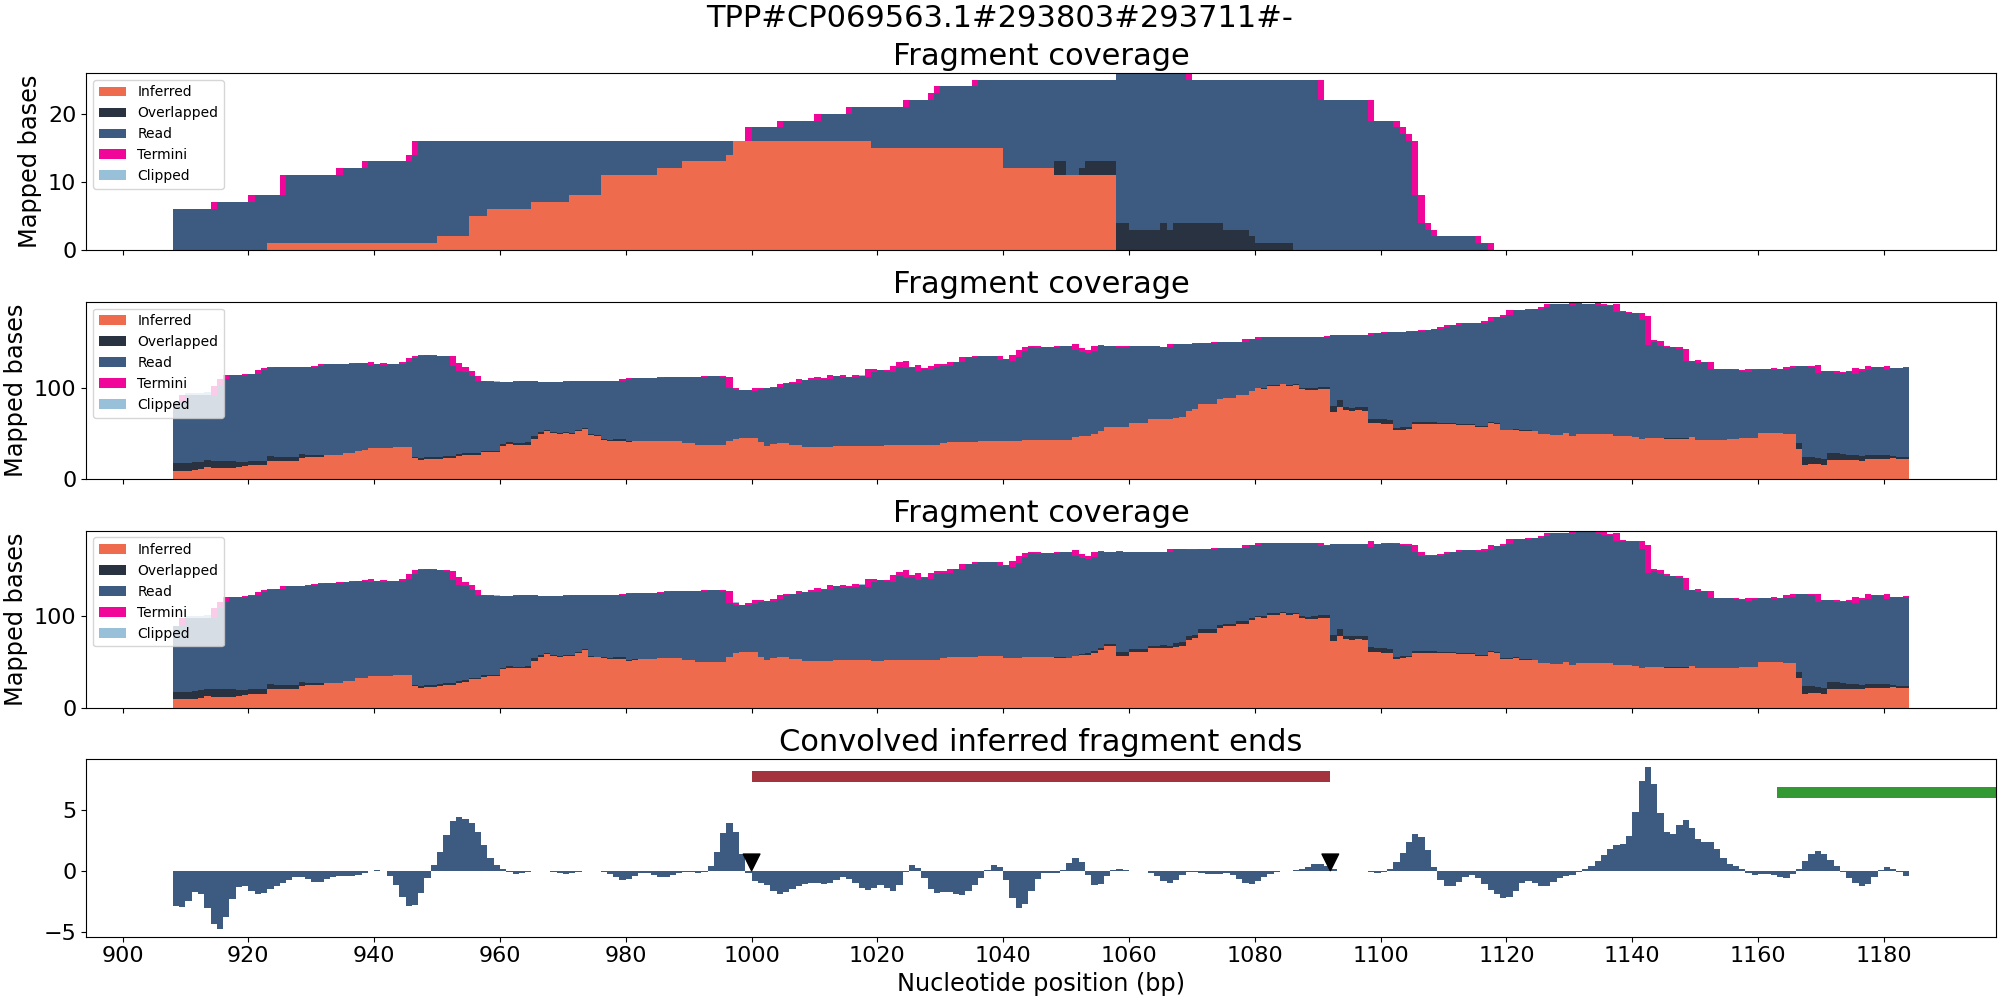 TPP#CP069563.1#293803#293711#-
Fragment coverage
Mapped bases
20
10
0
Inferred
Overlapped
Read
Termini
Clipped
Fragment coverage
Mapped bases
100
0
Inferred
Overlapped
Read
Termini
Clipped
Fragment coverage
Mapped bases
100
0
Inferred
Overlapped
Read
Termini
Clipped
Convolved inferred fragment ends
5
0
−5
900 920 940 960 980 1000 1020 1040 1060 1080 1100 1120 1140 1160 1180
Nucleotide position (bp)